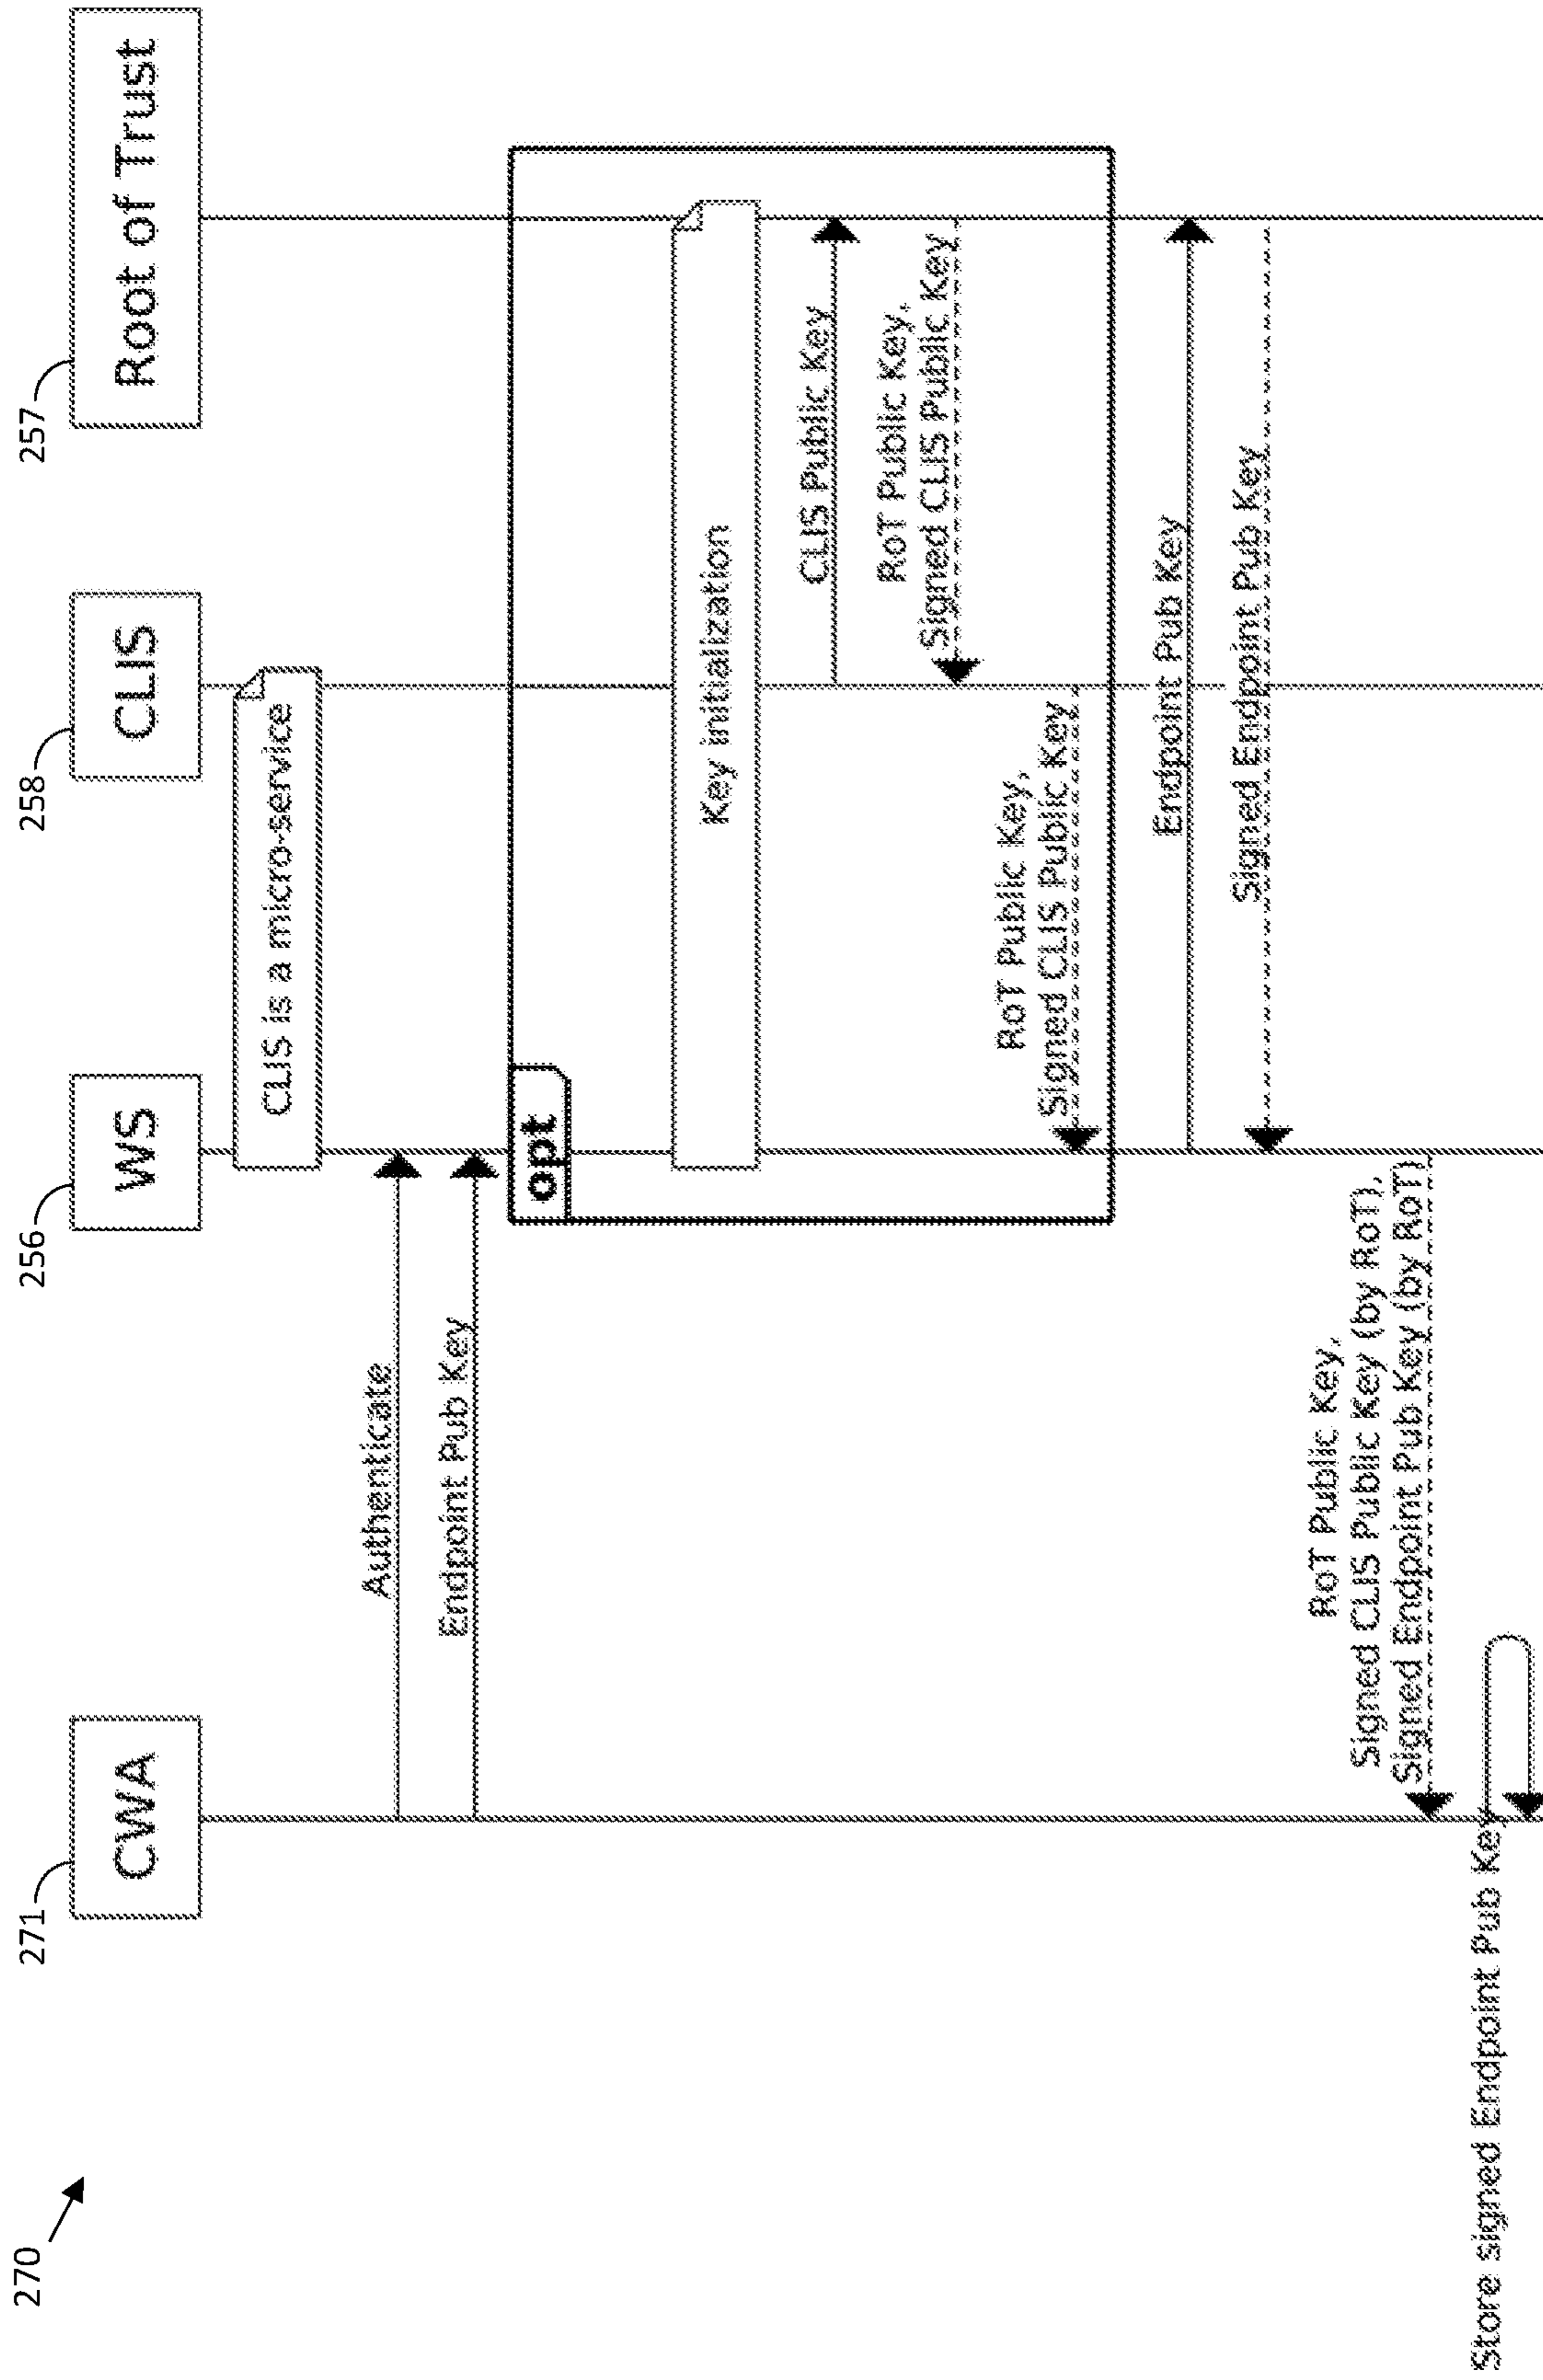 270
271
256
258
257
CWA
WS
CLIS
Root of Trust
CLIS is a micro-service
Authenticate
Endpoint Pub Key
opt
Key initialization
CLIS Public Key
RoT Public Key,
Signed CLIS Public Key
RoT Public Key,
Signed CLIS Public Key
Endpoint Pub Key
Signed Endpoint Pub Key
RoT Public Key,
Signed CLIS Public Key (by RoT),
Signed Endpoint Pub Key (by RoT)
Store signed Endpoint Pub Key